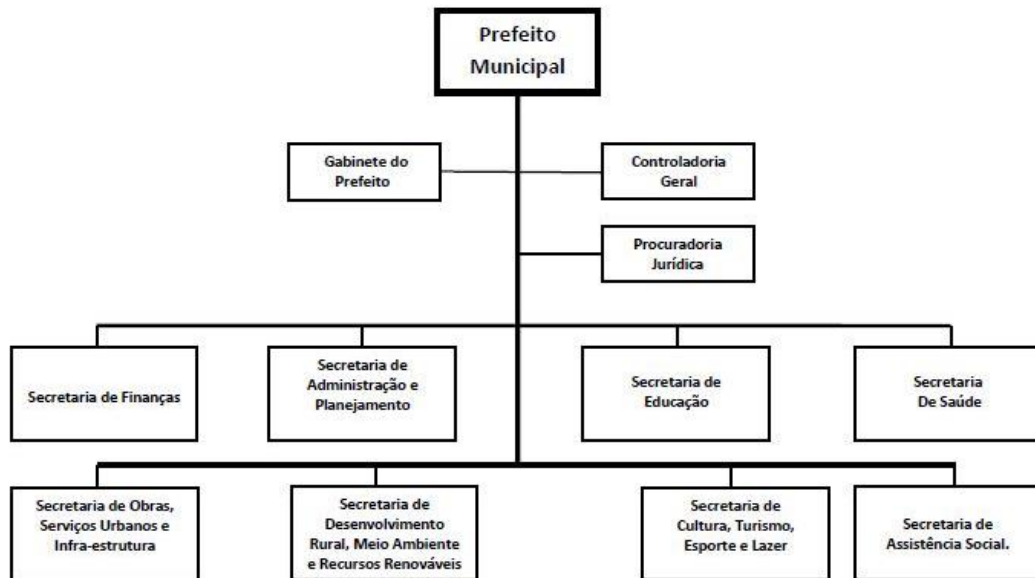 Prefeito
Municipal
Gabinete do
Prefeito
Controladoria
Geral
Procuradoria
Jurídica
Secretaria de Finanças
Secretaria de
Administração e
Planejamento
Secretaria de
Educação
Secretaria
De Saúde
Secretaria de Obras,
Serviços Urbanos e
Infra-estrutura
Secretaria de
Desenvolvimento
Rural, Meio Ambiente
e Recursos Renováveis
Secretaria de
Cultura, Turismo,
Esporte e Lazer
Secretaria de
Assistência Social.